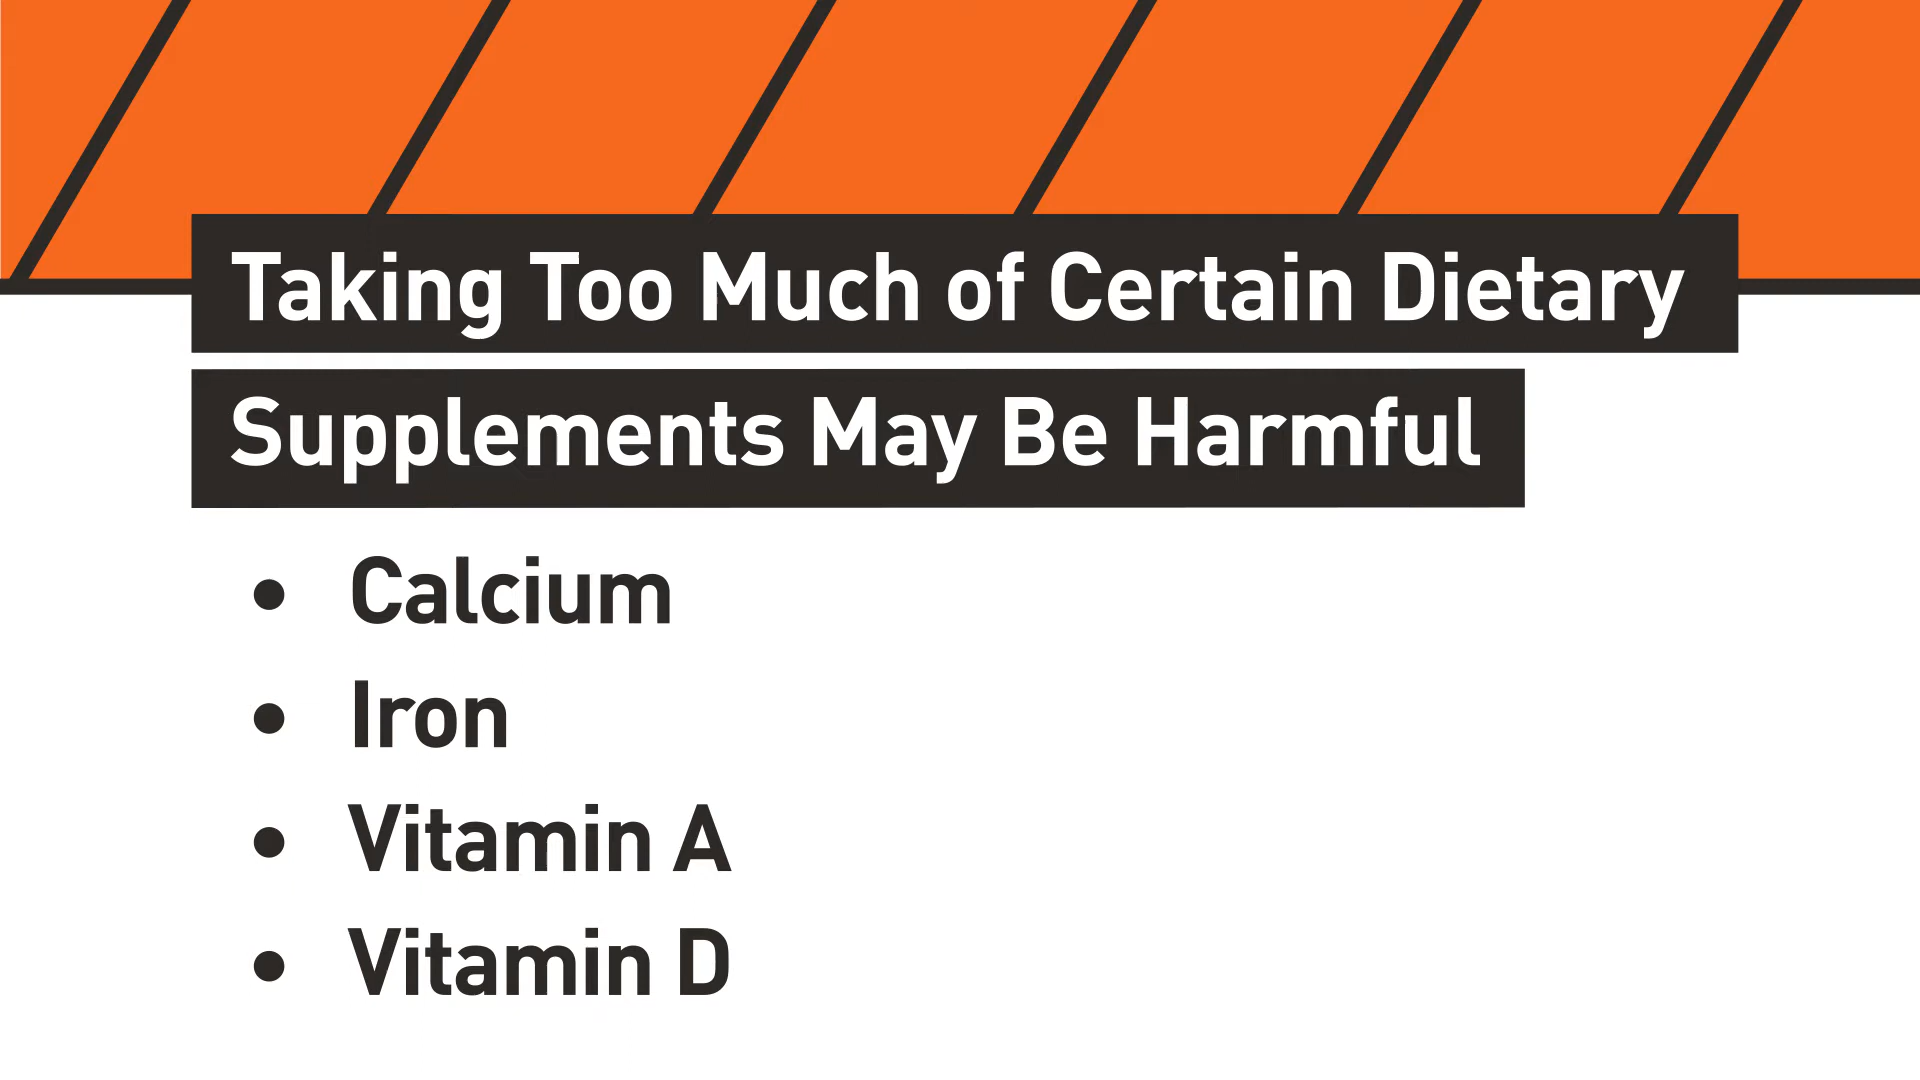 Taking Too Much of Certain Dietary
Supplements May Be Harmful
• Calcium
• Iron
• Vitamin A
• Vitamin D